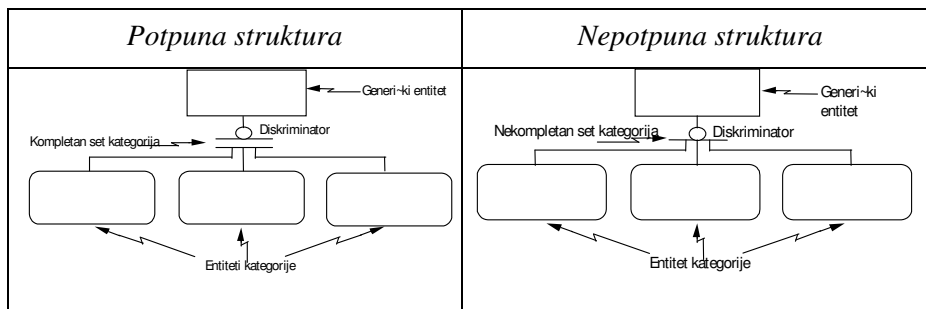 Potpuna struktura
Nepotpuna struktura
Generi~ki entitet
Diskriminator
Kompletan set kategorija
Entiteti kategorije
Generi~ki
entitet
Nekompletan set kategorija
Diskriminator
Entitet kategorije